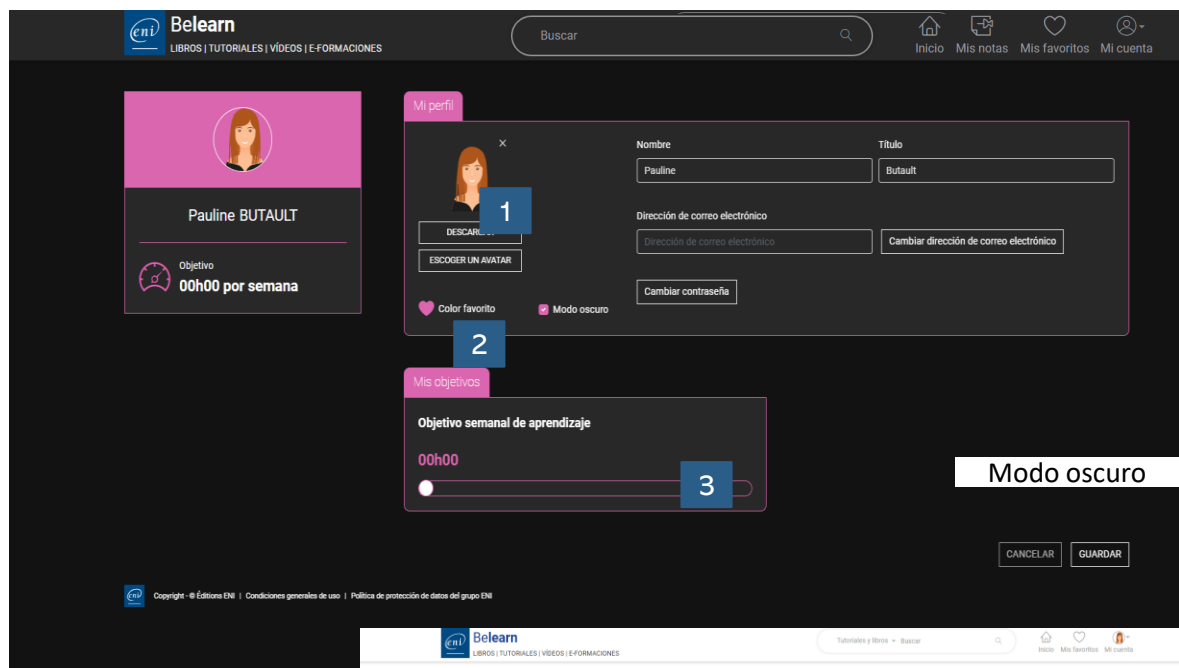 eni
Belearn
LIBROS | TUTORIALES | VÍDEOS | E-FORMACIONES
Buscar
Inicio
Mis notas
Mis favoritos
Mi cuenta
Pauline BUTAULT
Objetivo
00h00 por semana
Mi perfil
×
1
ESCOGER UN AVATAR
Color favorito
Modo oscuro
2
Nombre
Pauline
Título
Butault
Dirección de correo electrónico
Dirección de correo electrónico
Cambiar dirección de correo electrónico
Cambiar contraseña
Mis objetivos
Objetivo semanal de aprendizaje
00h00
3
Modo oscuro
CANCELAR
GUARDAR
eni
Copyright - © Éditions ENI | Condiciones generales de uso | Política de protección de datos del grupo ENI
eni
Belearn
LIBROS | TUTORIALES | VÍDEOS | E-FORMACIONES
Tutoriales y libros
Buscar
Inicio
Mis favoritos
Mi cuenta